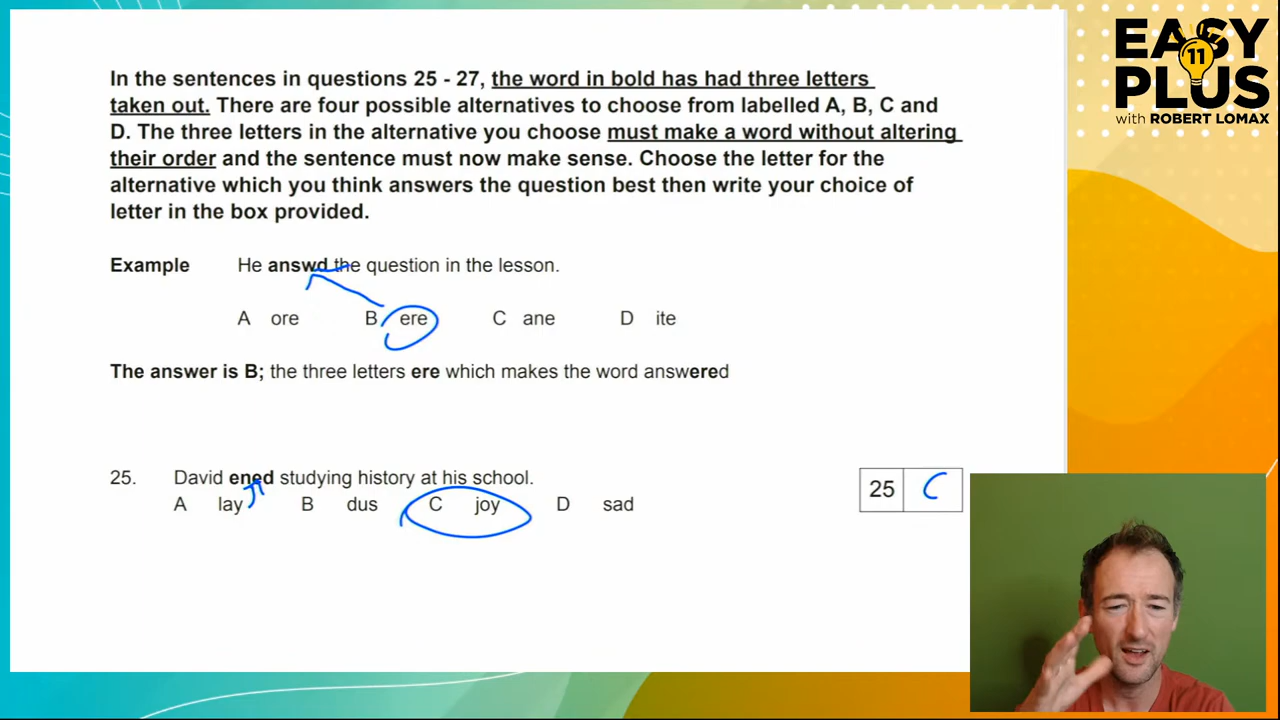 EASY
11
PLUS
with ROBERT LOMAX
In the sentences in questions 25 - 27, the word in bold has had three letters
taken out. There are four possible alternatives to choose from labelled A, B, C and
D. The three letters in the alternative you choose must make a word without altering
their order and the sentence must now make sense. Choose the letter for the
alternative which you think answers the question best then write your choice of
letter in the box provided.
Example He answd the question in the lesson.
A ore B ere C ane D ite
The answer is B; the three letters ere which makes the word answered
25. David ened studying history at his school.
A lay B dus C joy D sad
25 C